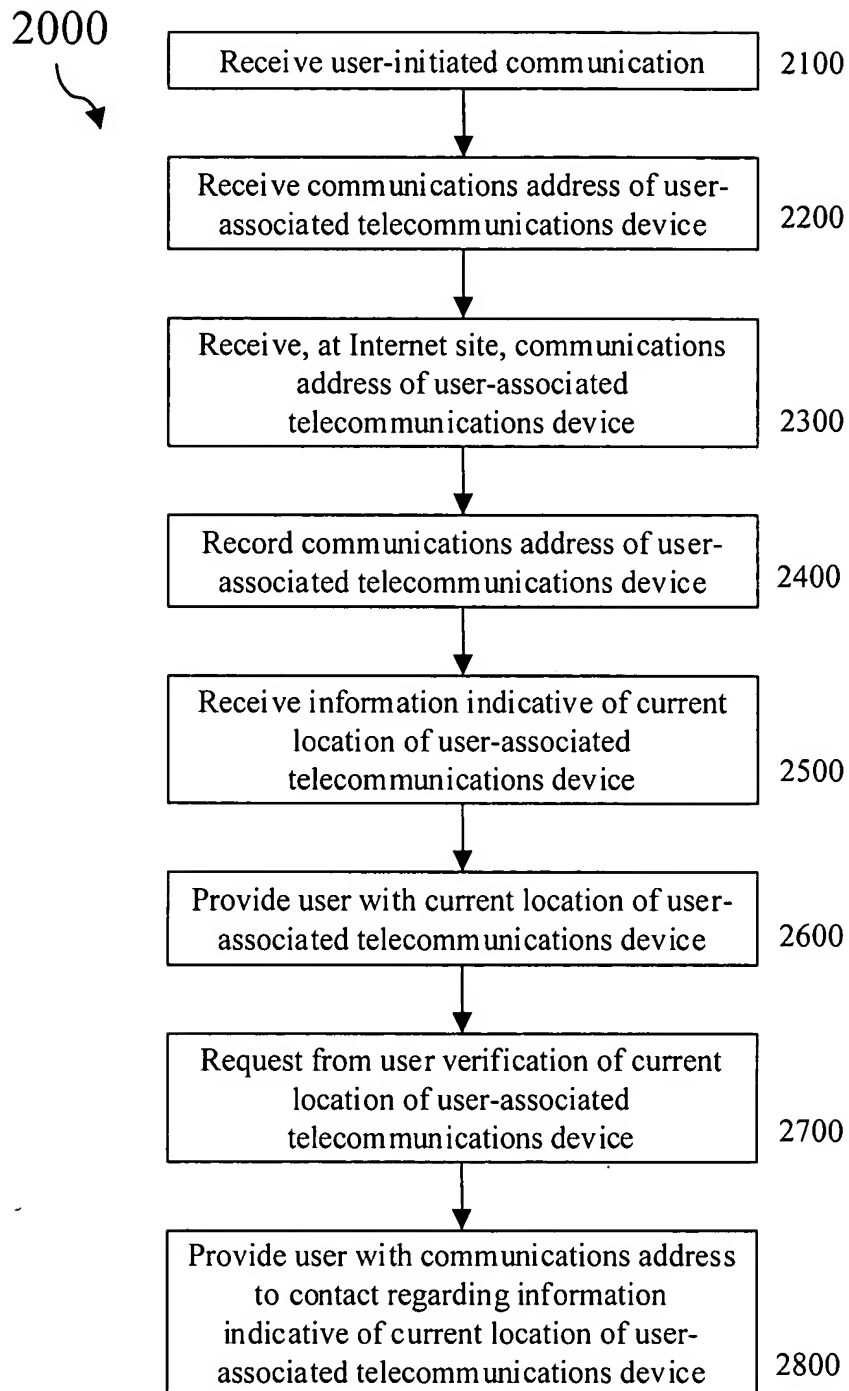 2000
Receive user-initiated communication 2100
Receive communications address of user-
associated telecommunications device 2200
Receive, at Internet site, communications
address of user-associated
telecommunications device 2300
Record communications address of user-
associated telecommunications device 2400
Receive information indicative of current
location of user-associated
telecommunications device 2500
Provide user with current location of user-
associated telecommunications device 2600
Request from user verification of current
location of user-associated
telecommunications device 2700
Provide user with communications address
to contact regarding information
indicative of current location of user-
associated telecommunications device 2800